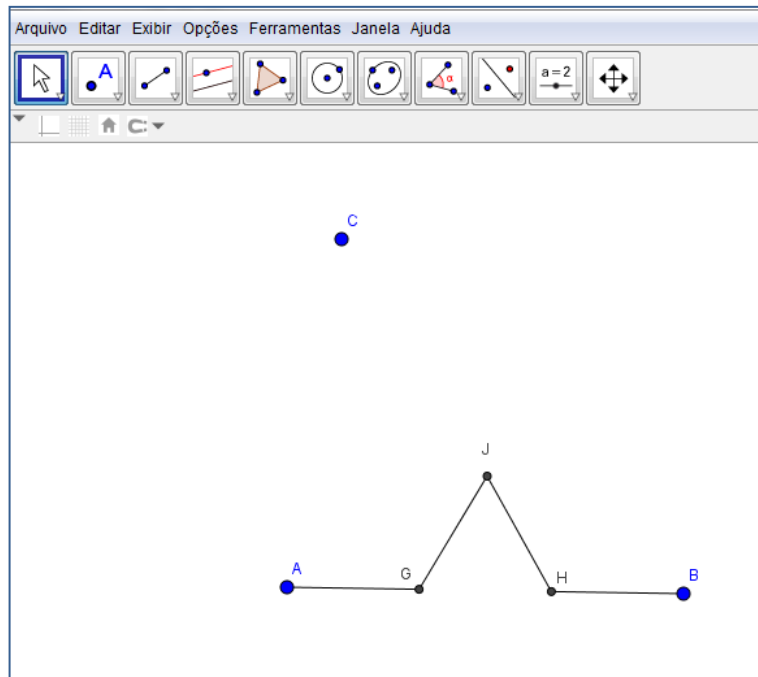 Arquivo Editar Exibir Opções Ferramentas Janela Ajuda
A α a = 2
C
J
A G H B